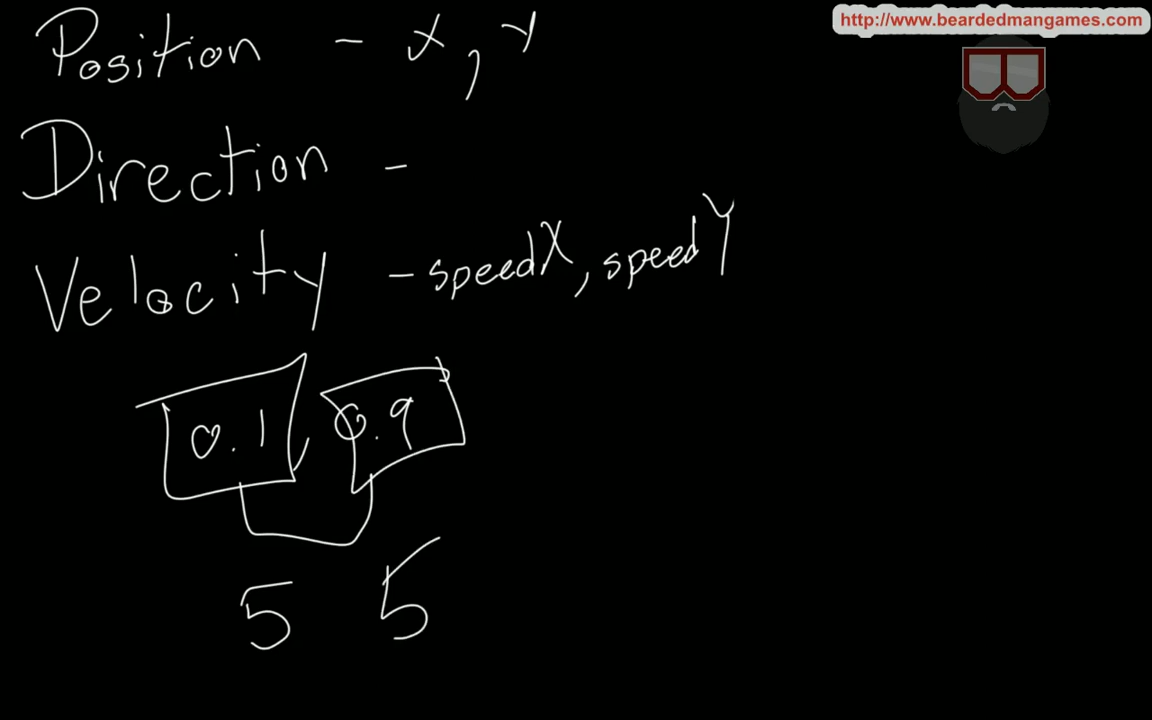 http://www.beardedmangames.com
Position - x, y
Direction -
Velocity - speedX, speedY
0.1, 0.9
5 5